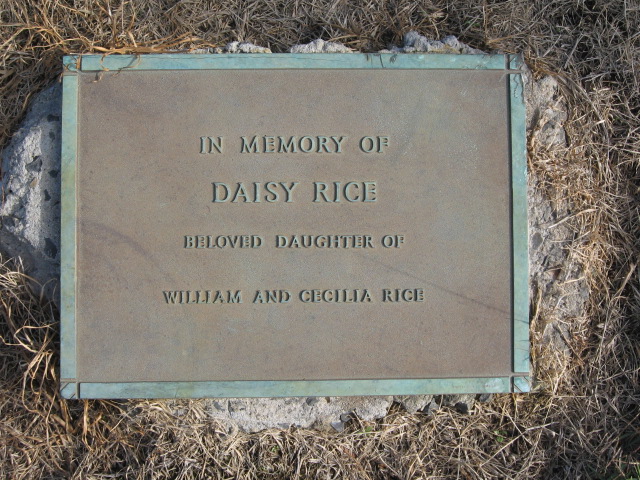 IN MEMORY OF
DAISY RICE
BELOVED DAUGHTER OF
WILLIAM AND CECILIA RICE